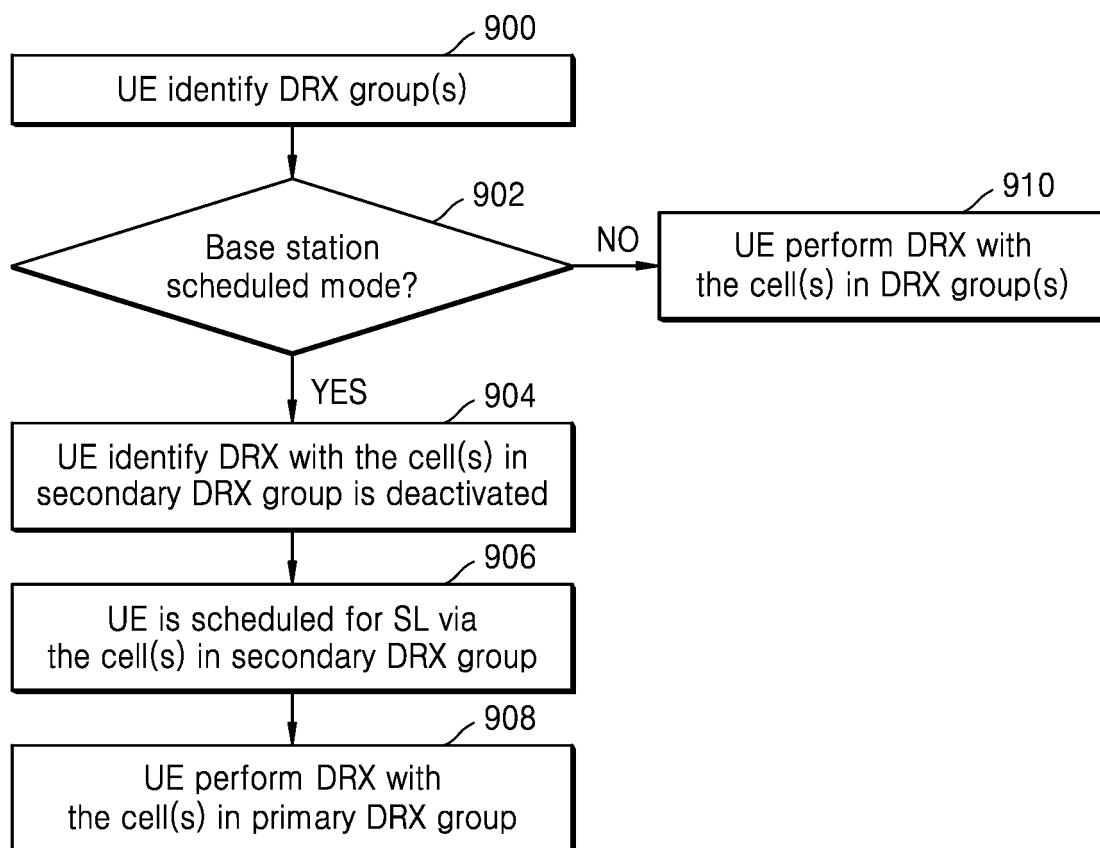 900
UE identify DRX group(s)
902
Base station
scheduled mode?
NO
910
UE perform DRX with
the cell(s) in DRX group(s)
YES
904
UE identify DRX with the cell(s) in
secondary DRX group is deactivated
906
UE is scheduled for SL via
the cell(s) in secondary DRX group
908
UE perform DRX with
the cell(s) in primary DRX group